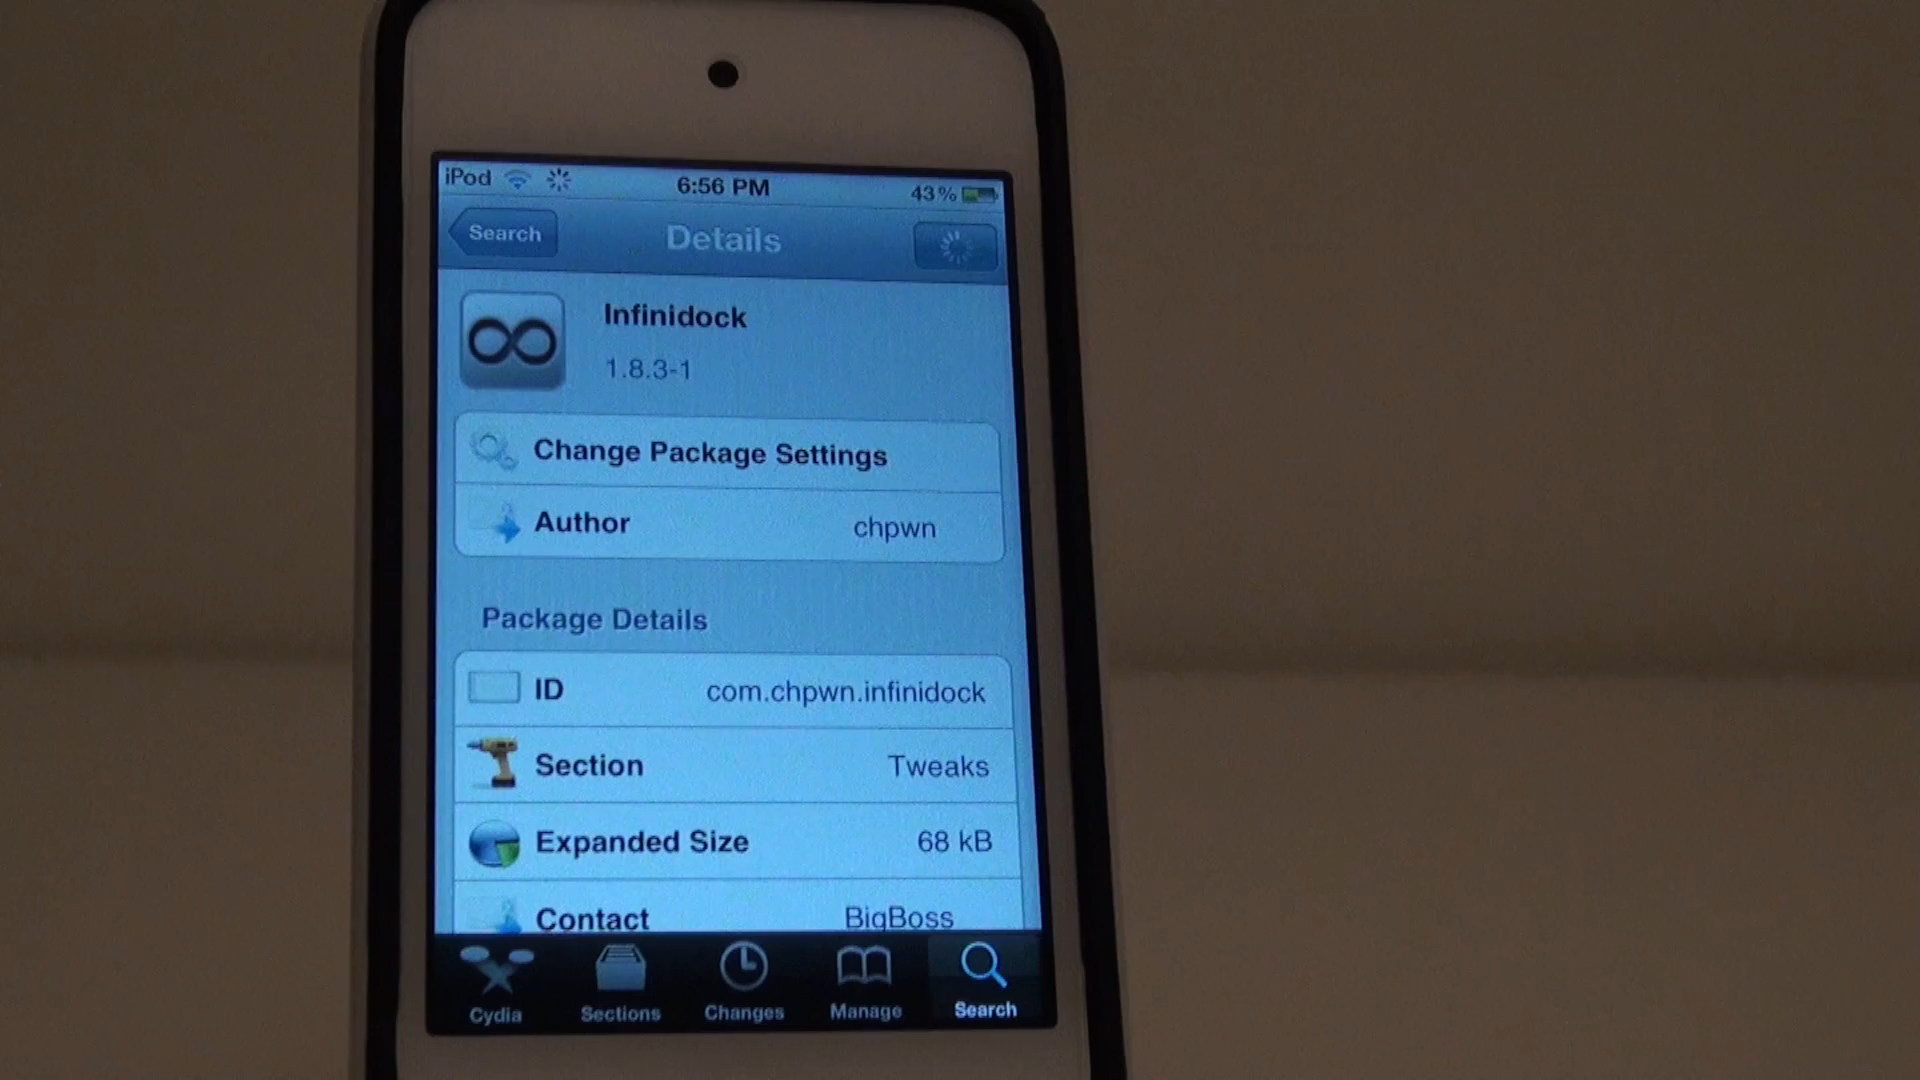 iPod 6:56 PM 43%
Search Details
Infinidock
1.8.3-1
Change Package Settings
Author chpwn
Package Details
ID com.chpwn.infinidock
Section Tweaks
Expanded Size 68 kB
Contact BigBoss
Cydia Sections Changes Manage Search